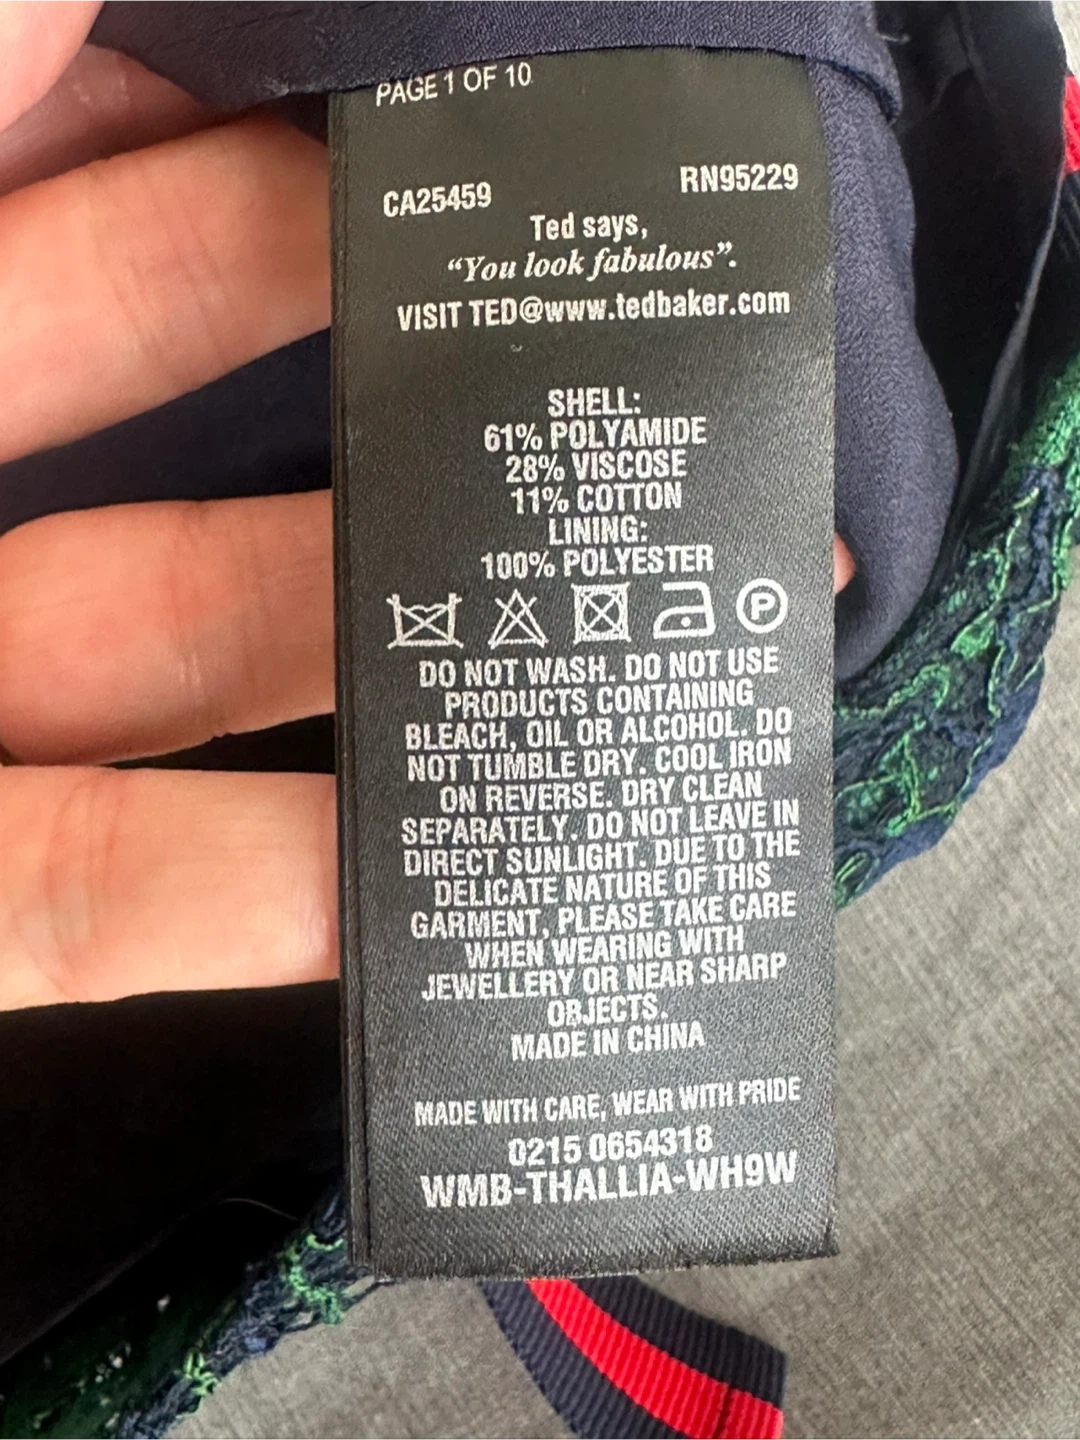 PAGE 1 OF 10
CA25459 RN95229
Ted says,
“You look fabulous”.
VISIT TED@www.tedbaker.com
SHELL:
61% POLYAMIDE
28% VISCOSE
11% COTTON
LINING:
100% POLYESTER
P
DO NOT WASH. DO NOT USE
PRODUCTS CONTAINING
BLEACH, OIL OR ALCOHOL. DO
NOT TUMBLE DRY. COOL IRON
ON REVERSE. DRY CLEAN
SEPARATELY. DO NOT LEAVE IN
DIRECT SUNLIGHT. DUE TO THE
DELICATE NATURE OF THIS
GARMENT, PLEASE TAKE CARE
WHEN WEARING WITH
JEWELLERY OR NEAR SHARP
OBJECTS.
MADE IN CHINA
MADE WITH CARE, WEAR WITH PRIDE
0215 0654318
WMB-THALLIA-WH9W